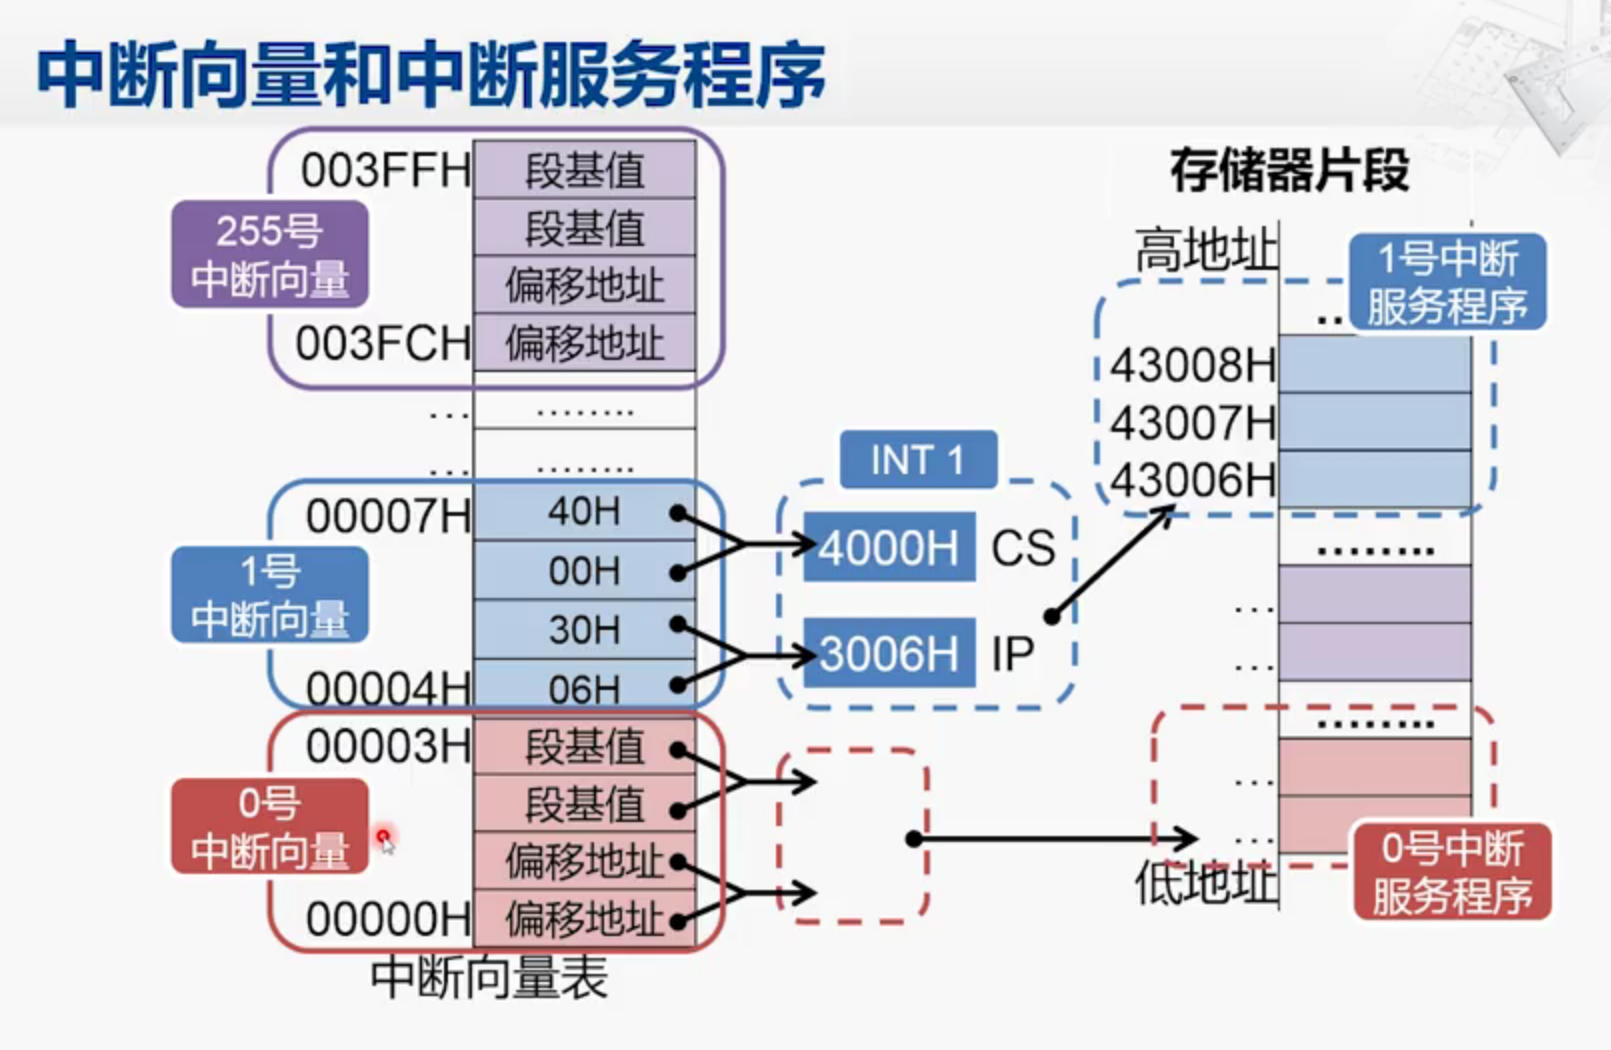 中断向量和中断服务程序
003FFH 段基值
段基值
偏移地址
003FCH 偏移地址
255号
中断向量
... ........
... ........
00007H 40H
00H
30H
00004H 06H
1号
中断向量
00003H 段基值
段基值
偏移地址
00000H 偏移地址
0号
中断向量
中断向量表
INT 1
4000H CS
3006H IP
存储器片段
高地址
1号中断
服务程序
..
43008H
43007H
43006H
........
...
...
........
...
...
低地址
0号中断
服务程序